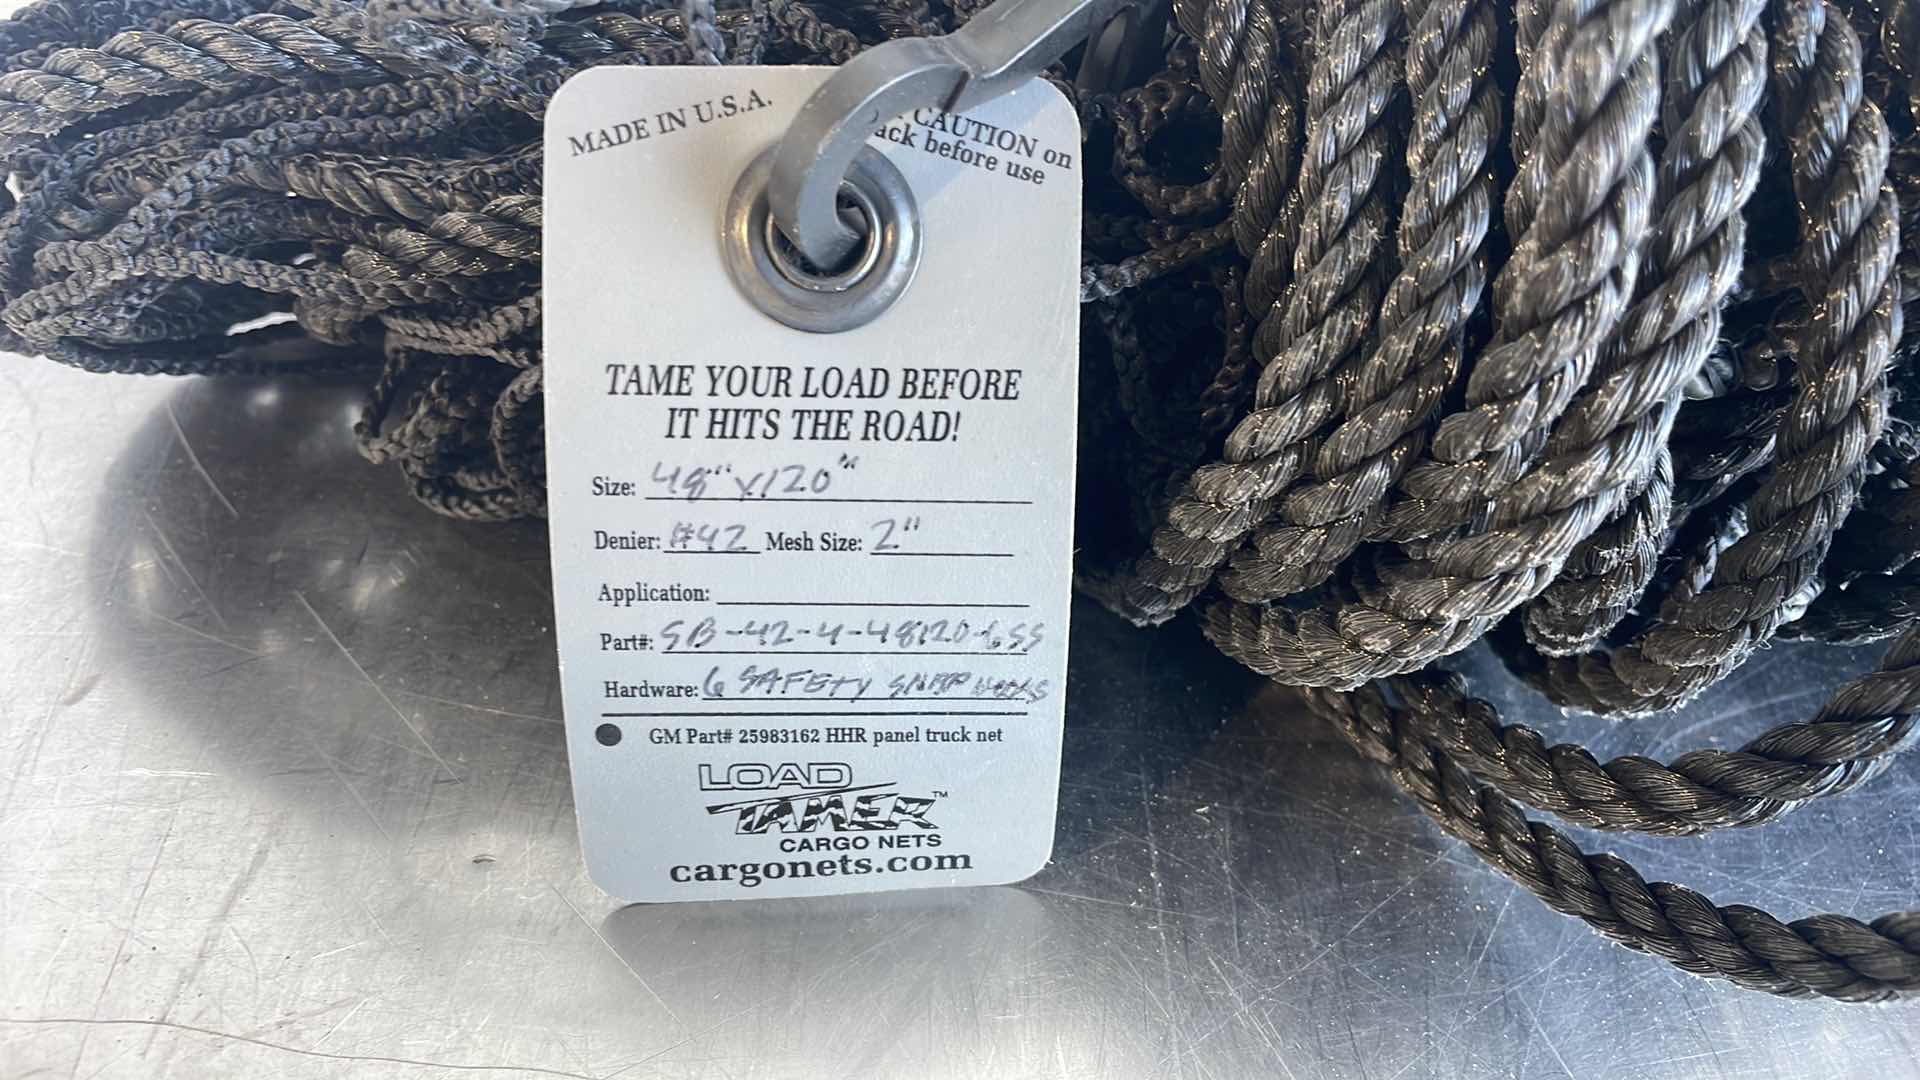 MADE IN U.S.A.
CAUTION on
ack before use
TAME YOUR LOAD BEFORE
IT HITS THE ROAD!
Size: 48" x 120"
Denier: #42 Mesh Size: 2"
Application:
Part#: SB-42-4-48120-6SS
Hardware: 6 SAFETY SNAP HOOKS
GM Part# 25983162 HHR panel truck net
LOAD
TAMER™
CARGO NETS
cargonets.com